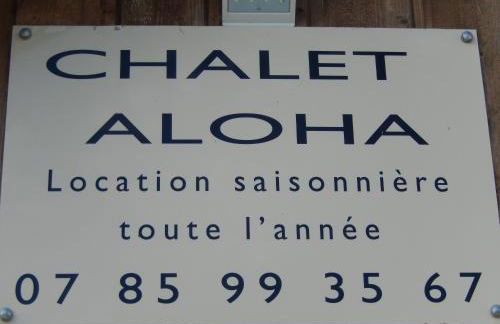 CHALET
ALOHA
Location saisonnière
toute l'année
07 85 99 35 67